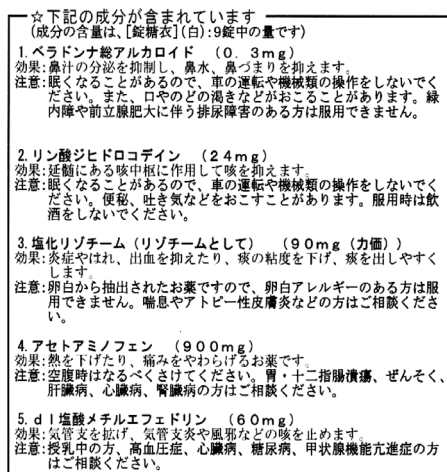 ☆下記の成分が含まれています
(成分の含量は、[錠糖衣](白):9錠中の量です)
1.ベラドンナ総アルカロイド (0.3mg)
効果:鼻汁の分泌を抑制し、鼻水、鼻づまりを抑えます。
注意:眠くなることがあるので、車の運転や機械類の操作をしないでく
ださい。また、口やのどの渇きなどがおこることがあります。緑
内障や前立腺肥大に伴う排尿障害のある方は服用できません。
2.リン酸ジヒドロコデイン (24mg)
効果:延髄にある咳中枢に作用して咳を抑えます。
注意:眠くなることがあるので、車の運転や機械類の操作をしないでく
ださい。便秘、吐き気などをおこすことがあります。服用時は飲
酒をしないでください。
3.塩化リゾチーム(リゾチームとして) (90mg(力価))
効果:炎症やはれ、出血を抑えたり、痰の粘度を下げ、痰を出しやすく
します。
注意:卵白から抽出されたお薬ですので、卵白アレルギーのある方は服
用できません。喘息やアトピー性皮膚炎などの方はご相談くださ
い。
4.アセトアミノフェン (900mg)
効果:熱を下げたり、痛みをやわらげるお薬です。
注意:空腹時はなるべくさけてください。胃・十二指腸潰瘍、ぜんそく、
肝臓病、心臓病、腎臓病の方はご相談ください。
5.dl塩酸メチルエフェドリン (60mg)
効果:気管支を拡げ、気管支炎や風邪などの咳を止めます。
注意:授乳中の方、高血圧症、心臓病、糖尿病、甲状腺機能亢進症の方
はご相談ください。